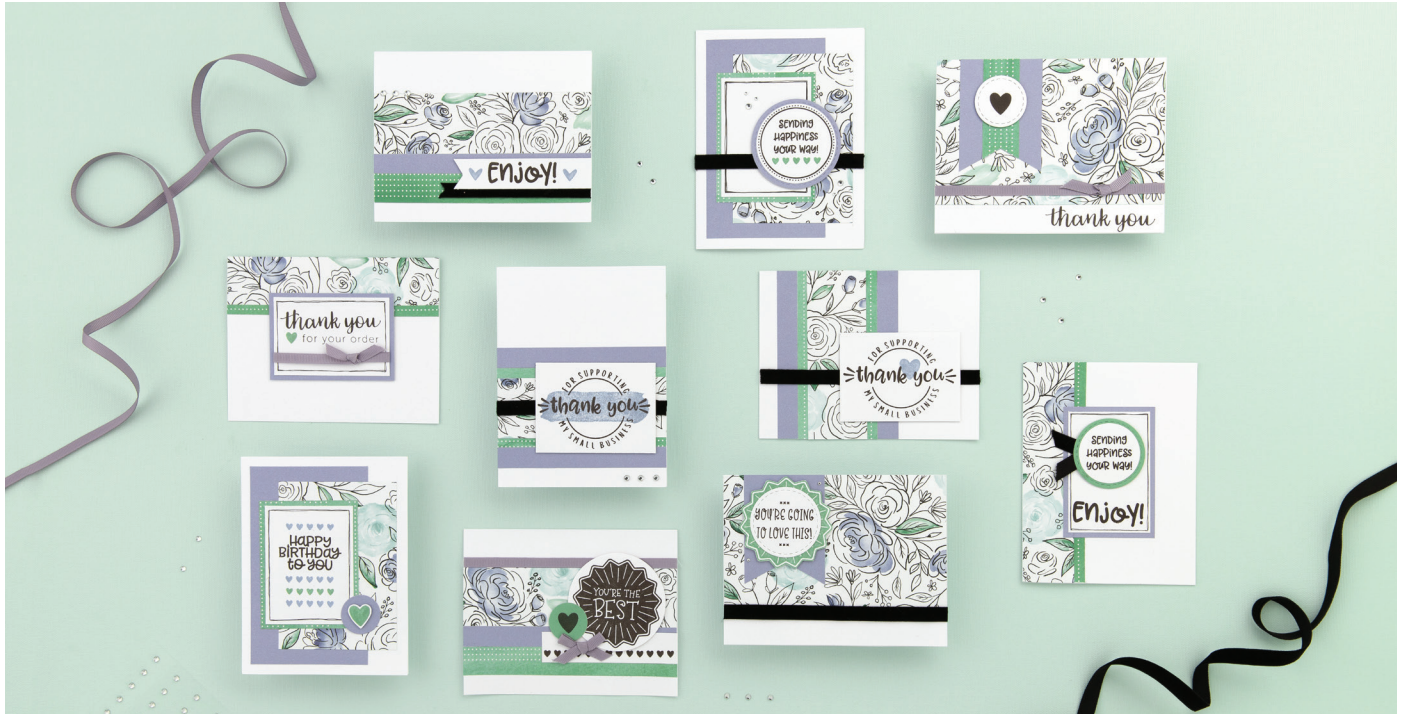 ENJOY!
SENDING
HAPPINESS
YOUR WAY!
thank you
thank you
for your order
FOR SUPPORTING
thank you
MY SMALL BUSINESS
FOR SUPPORTING
thank you
MY SMALL BUSINESS
SENDING
HAPPINESS
YOUR WAY!
ENJOY!
HAPPY
BIRTHDAY
to YOU
YOU'RE THE
BEST
YOU'RE GOING
TO LOVE THIS!